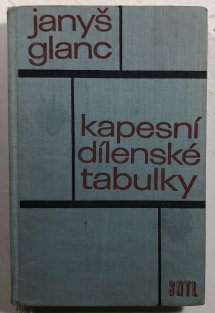 janyš
glanc
kapesní
dílenské
tabulky
SNTL